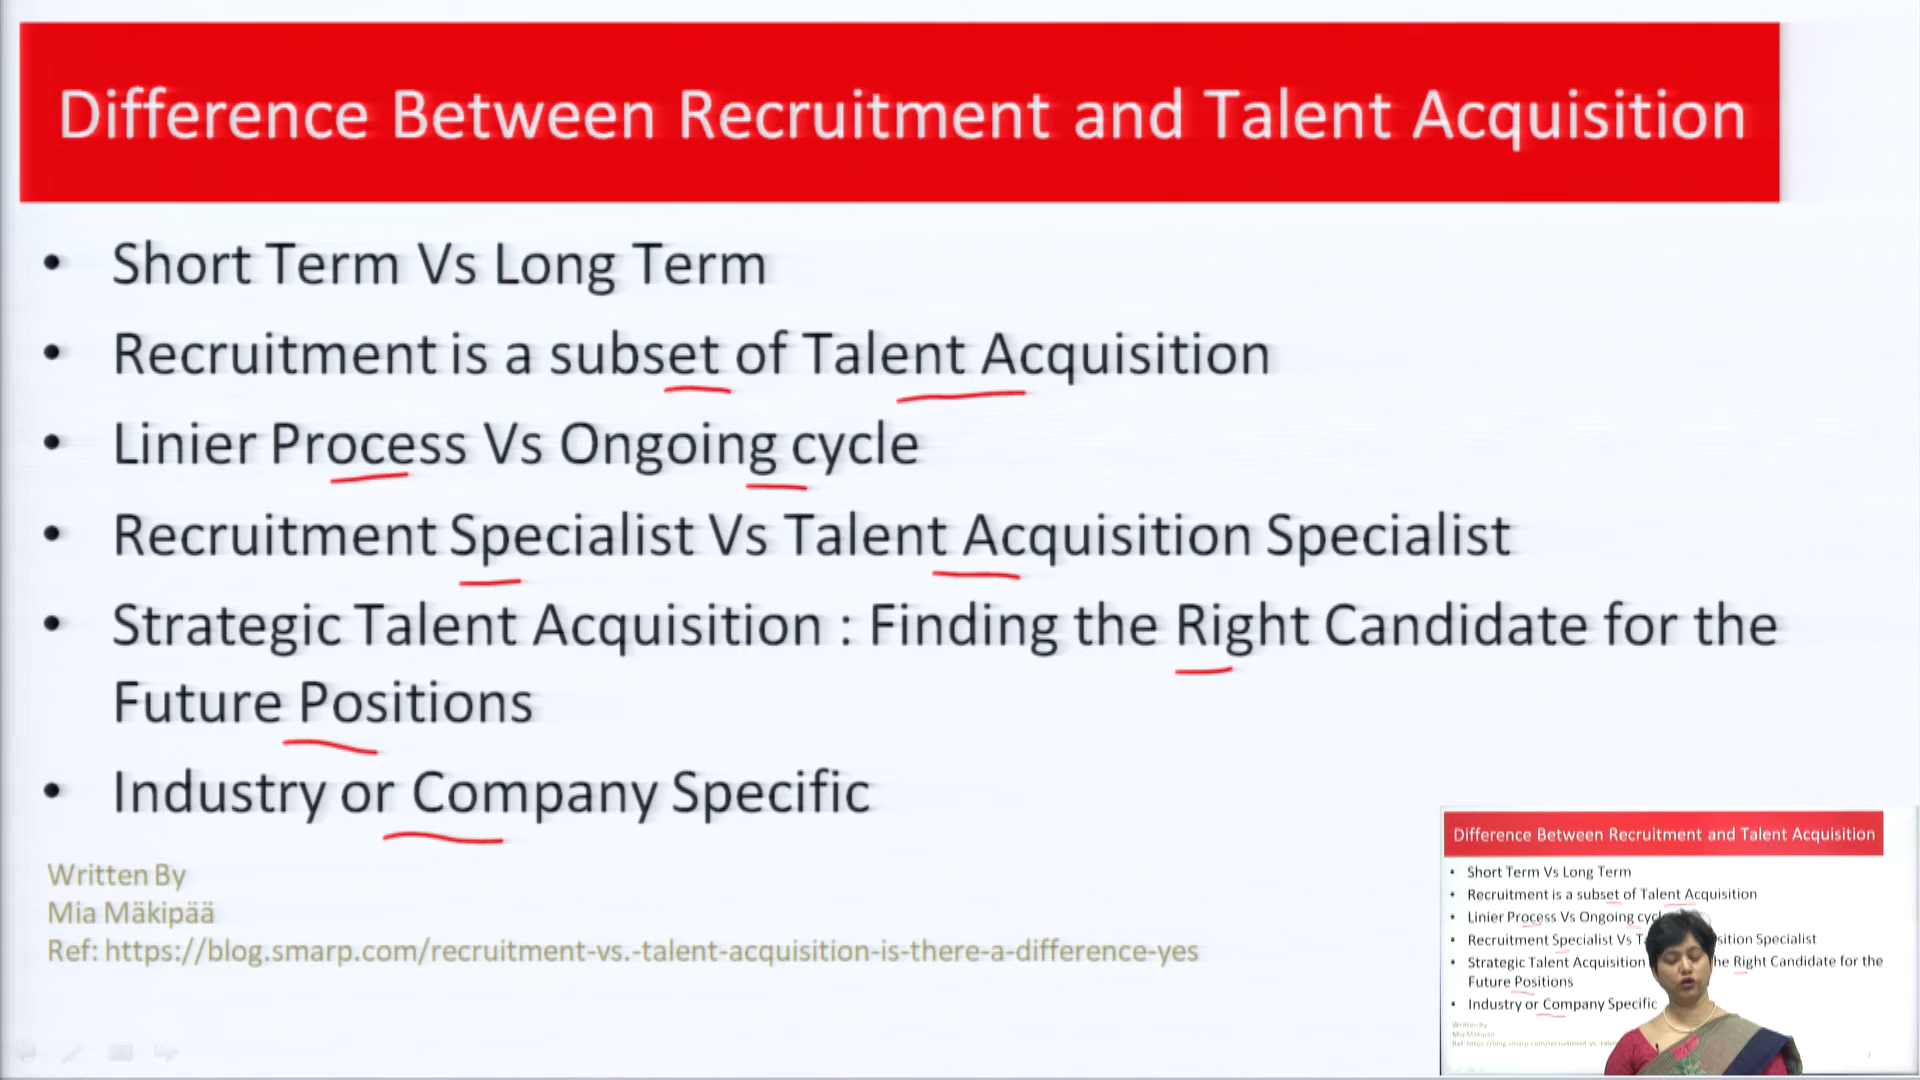 Difference Between Recruitment and Talent Acquisition
• Short Term Vs Long Term
• Recruitment is a subset of Talent Acquisition
• Linier Process Vs Ongoing cycle
• Recruitment Specialist Vs Talent Acquisition Specialist
• Strategic Talent Acquisition : Finding the Right Candidate for the
Future Positions
• Industry or Company Specific
Written By
Mia Mäkipää
Ref: https://blog.smarp.com/recruitment-vs.-talent-acquisition-is-there-a-difference-yes
Difference Between Recruitment and Talent Acquisition
• Short Term Vs Long Term
• Recruitment is a subset of Talent Acquisition
• Linier Process Vs Ongoing cyc
• Recruitment Specialist Vs T sition Specialist
• Strategic Talent Acquisition he Right Candidate for the
Future Positions
• Industry or Company Specific
Written By
Mia Mäkipää